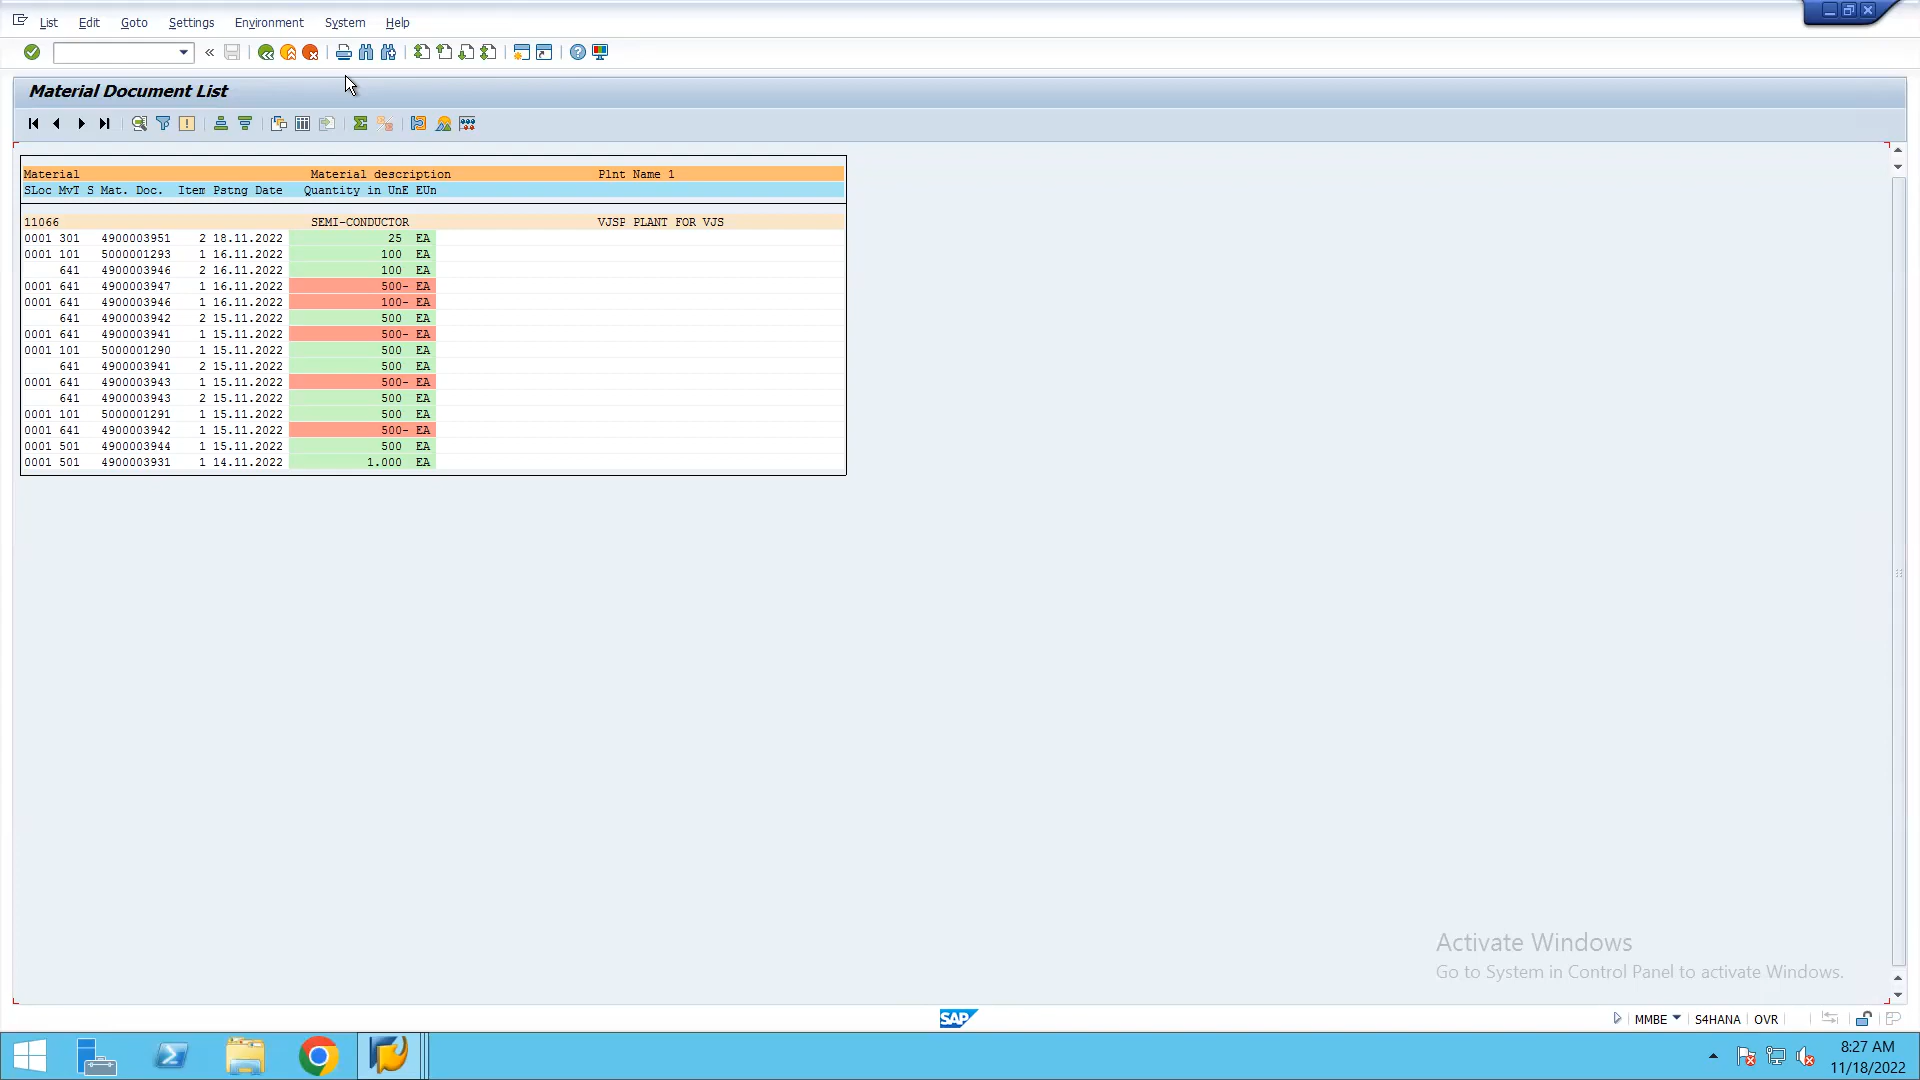 List Edit Goto Settings Environment System Help
Material Document List
Material Material description Plnt Name 1
SLoc MvT S Mat. Doc. Item Pstng Date Quantity in UnE EUn
11066 SEMI-CONDUCTOR VJSP PLANT FOR VJS
0001 301 4900003951 2 18.11.2022 25 EA
0001 101 5000001293 1 16.11.2022 100 EA
641 4900003946 2 16.11.2022 100 EA
0001 641 4900003947 1 16.11.2022 500- EA
0001 641 4900003946 1 16.11.2022 100- EA
641 4900003942 2 15.11.2022 500 EA
0001 641 4900003941 1 15.11.2022 500- EA
0001 101 5000001290 1 15.11.2022 500 EA
641 4900003941 2 15.11.2022 500 EA
0001 641 4900003943 1 15.11.2022 500- EA
641 4900003943 2 15.11.2022 500 EA
0001 101 5000001291 1 15.11.2022 500 EA
0001 641 4900003942 1 15.11.2022 500- EA
0001 501 4900003944 1 15.11.2022 500 EA
0001 501 4900003931 1 14.11.2022 1.000 EA
Activate Windows
Go to System in Control Panel to activate Windows.
SAP MMBE S4HANA OVR
8:27 AM
11/18/2022